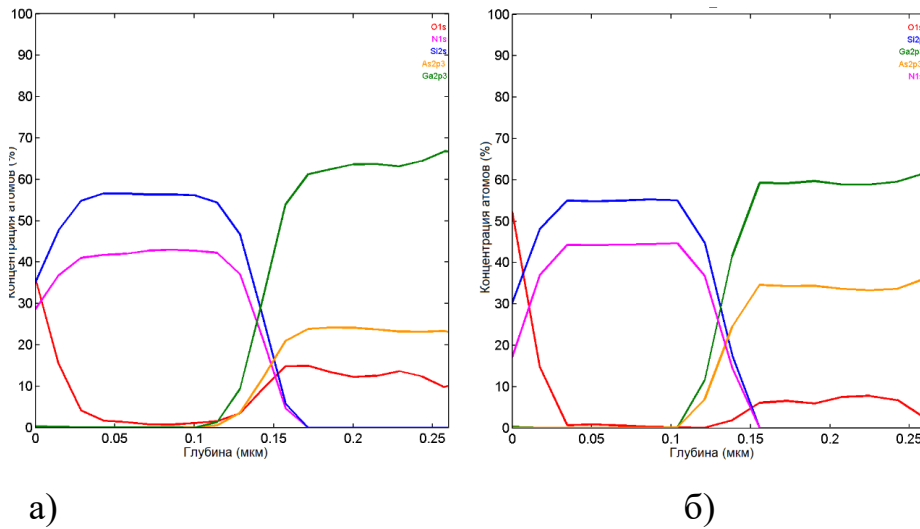 100
90
80
70
60
50
40
30
20
10
0
Концентрация атомов (%)
0 0.05 0.1 0.15 0.2 0.25
Глубина (мкм)
O1s
N1s
Si2s
As2p3
Ga2p3
а)
100
90
80
70
60
50
40
30
20
10
0
Концентрация атомов (%)
0 0.05 0.1 0.15 0.2 0.25
Глубина (мкм)
O1s
Si2p
Ga2p
As2p3
N1s
б)